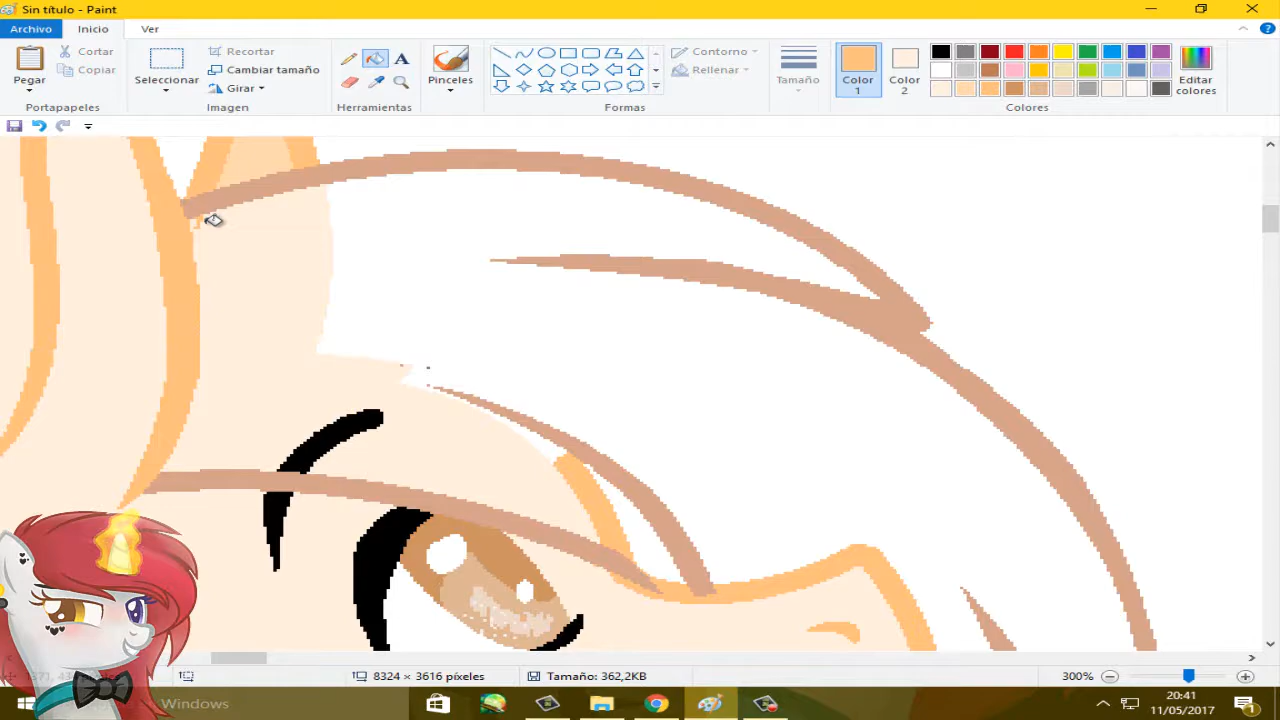 Sin título - Paint
Archivo Inicio Ver
Pegar
Cortar
Copiar
Portapapeles
Seleccionar
Recortar
Cambiar tamaño
Girar
Imagen
A
Herramientas
Pinceles
Contorno
Rellenar
Formas
Tamaño
Color 1
Color 2
Editar colores
Colores
8324 × 3616 píxeles
Tamaño: 362,2KB
300%
Windows
20:41
11/05/2017